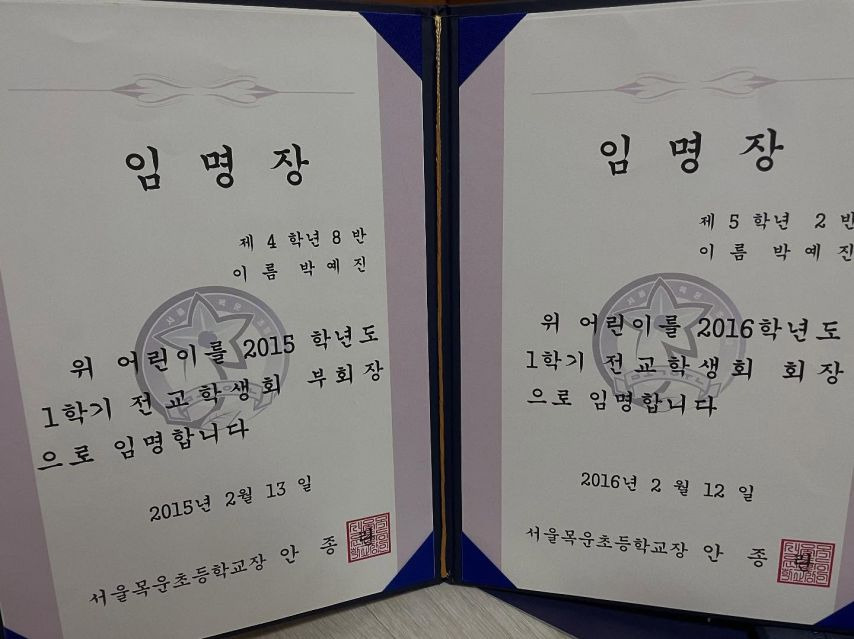 임 명 장
제 4 학년 8 반
이 름 박 예 진
위 어린이를 2015 학년도
1학기 전교학생회 부회장
으로 임명합니다
2015년 2월 13 일
서울목운초등학교장 안 종
임 명 장
제 5 학년 2 반
이 름 박 예 진
위 어린이를 2016학년도
1학기 전교학생회 회장
으로 임명합니다
2016년 2 월 12 일
서울목운초등학교장 안 종